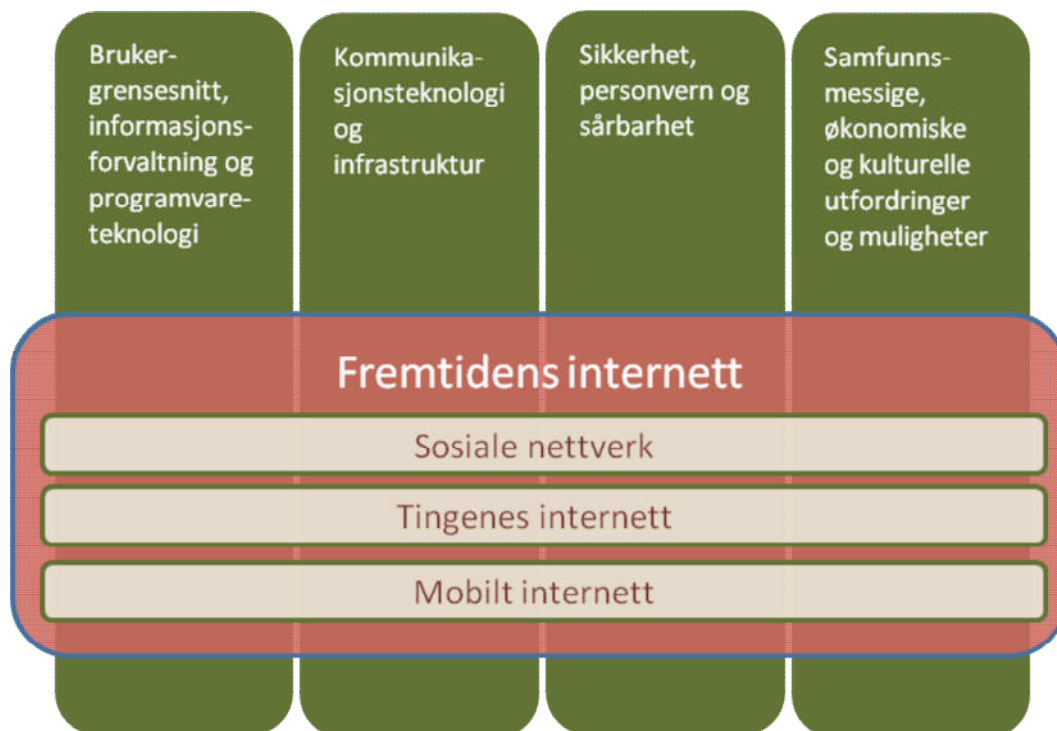 Bruker-
grensesnitt,
informasjons-
forvaltning og
programvare-
teknologi
Kommunika-
sjonsteknologi
og
infrastruktur
Sikkerhet,
personvern og
sårbarhet
Samfunns-
messige,
økonomiske
og kulturelle
utfordringer
og muligheter
Fremtidens internett
Sosiale nettverk
Tingenes internett
Mobilt internett